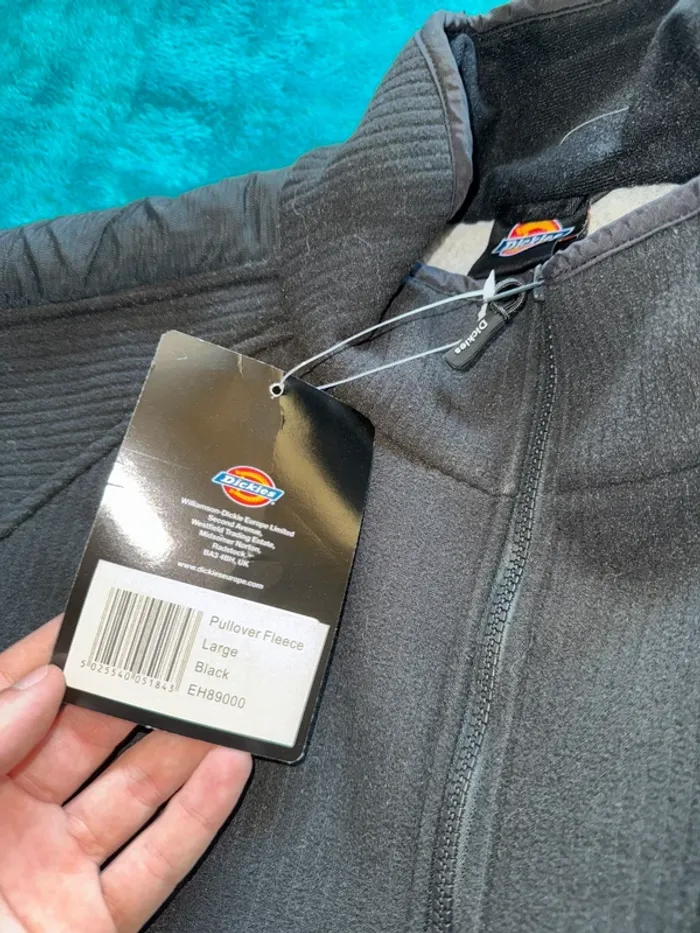 Dickies
Dickies
Dickies
Williamson-Dickie Europe Limited
Second Avenue,
Westfield Trading Estate,
Midsomer Norton,
Radstock,
BA3 4BH, UK
www.dickieseurope.com
Pullover Fleece
Large
Black
EH89000
5 025540 051843